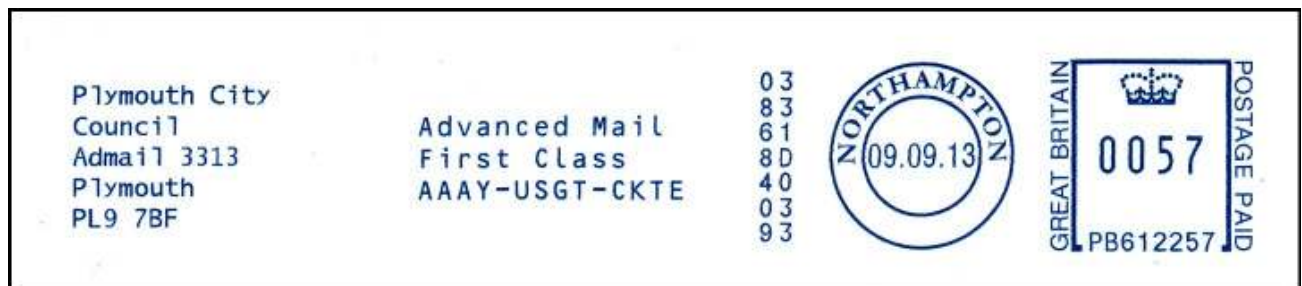 Plymouth City
Council
Admail 3313
Plymouth
PL9 7BF
Advanced Mail
First Class
AAAY-USGT-CKTE
03
83
61
8D
40
03
93
NORTHAMPTON
09.09.13
GREAT BRITAIN
0057
PB612257
POSTAGE PAID